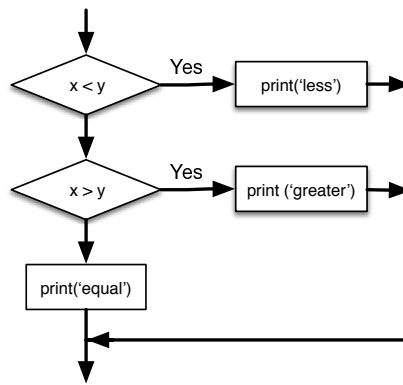 x < y
Yes
print(‘less’)
x > y
Yes
print (‘greater’)
print(‘equal’)